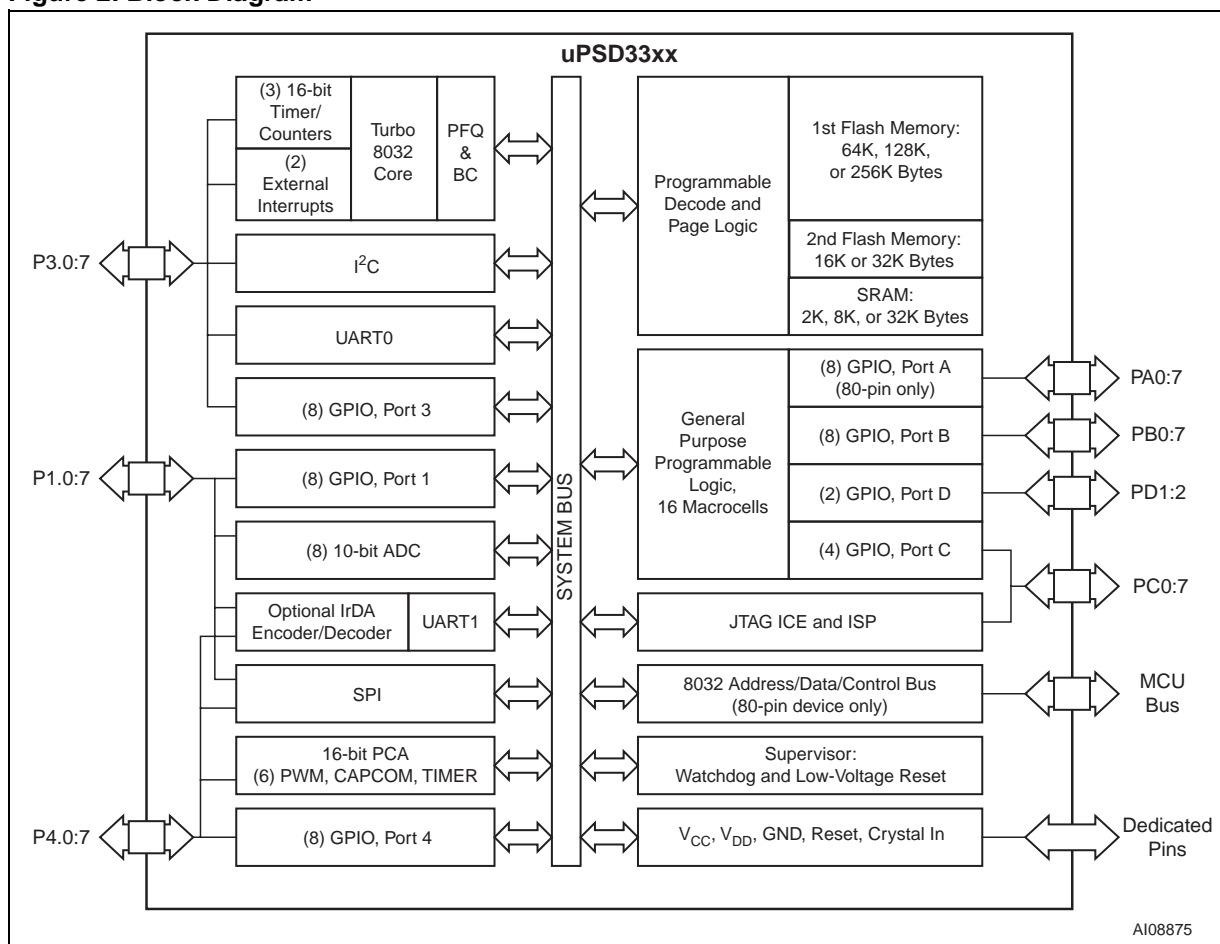 Figure 2. Block Diagram
uPSD33xx
(3) 16-bit
Timer/
Counters
(2)
External
Interrupts
Turbo
8032
Core
PFQ
&
BC
P3.0:7
I²C
UART0
(8) GPIO, Port 3
P1.0:7
(8) GPIO, Port 1
(8) 10-bit ADC
Optional IrDA
Encoder/Decoder
UART1
SPI
16-bit PCA
(6) PWM, CAPCOM, TIMER
P4.0:7
(8) GPIO, Port 4
SYSTEM BUS
Programmable
Decode and
Page Logic
1st Flash Memory:
64K, 128K,
or 256K Bytes
2nd Flash Memory:
16K or 32K Bytes
SRAM:
2K, 8K, or 32K Bytes
General
Purpose
Programmable
Logic,
16 Macrocells
(8) GPIO, Port A
(80-pin only)
PA0:7
(8) GPIO, Port B
PB0:7
(2) GPIO, Port D
PD1:2
(4) GPIO, Port C
PC0:7
JTAG ICE and ISP
8032 Address/Data/Control Bus
(80-pin device only)
MCU
Bus
Supervisor:
Watchdog and Low-Voltage Reset
VCC, VDD, GND, Reset, Crystal In
Dedicated
Pins
AI08875